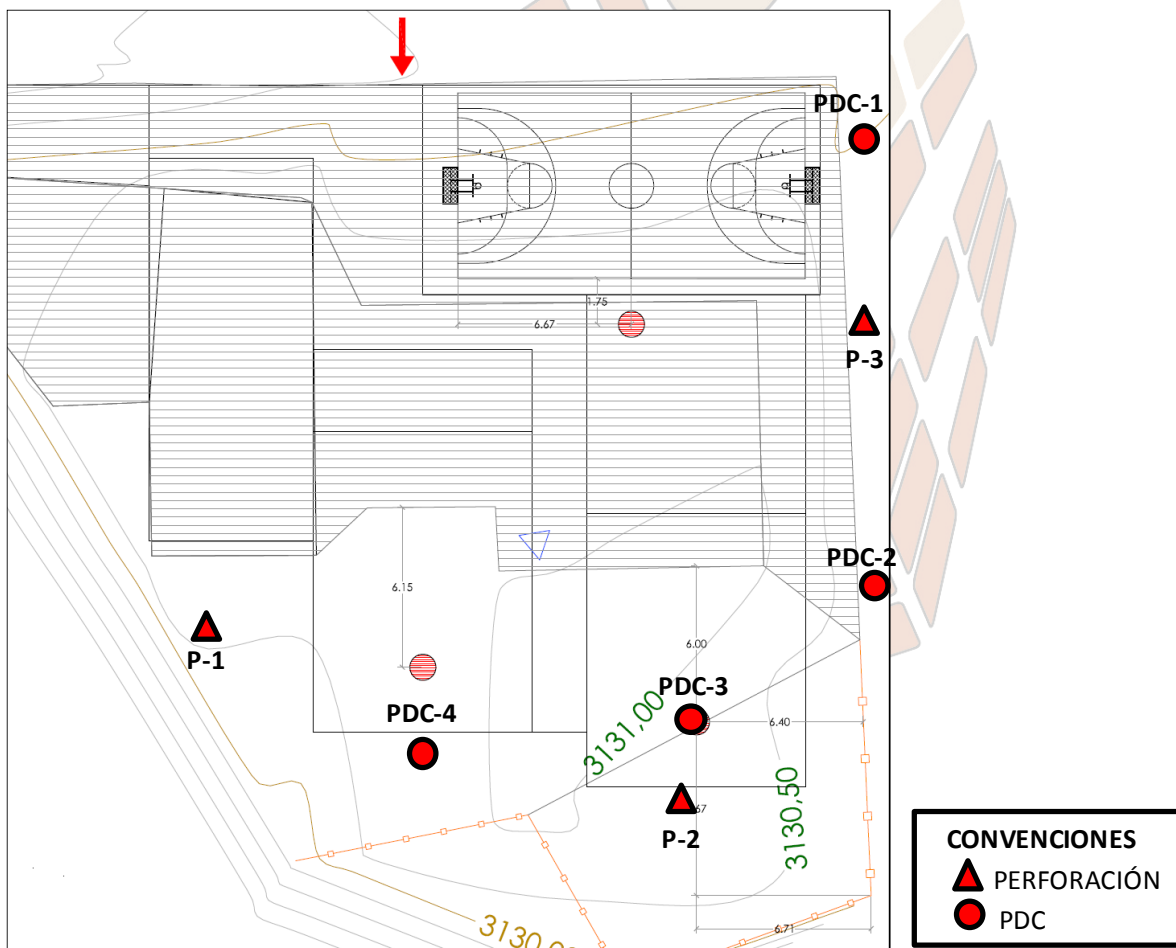 PDC-1
1.75
6.67
P-3
PDC-2
6.15
P-1
6.00
PDC-3
PDC-4
6.40
3131,00
3130,50
P-2
CONVENCIONES
PERFORACIÓN
PDC
6.71